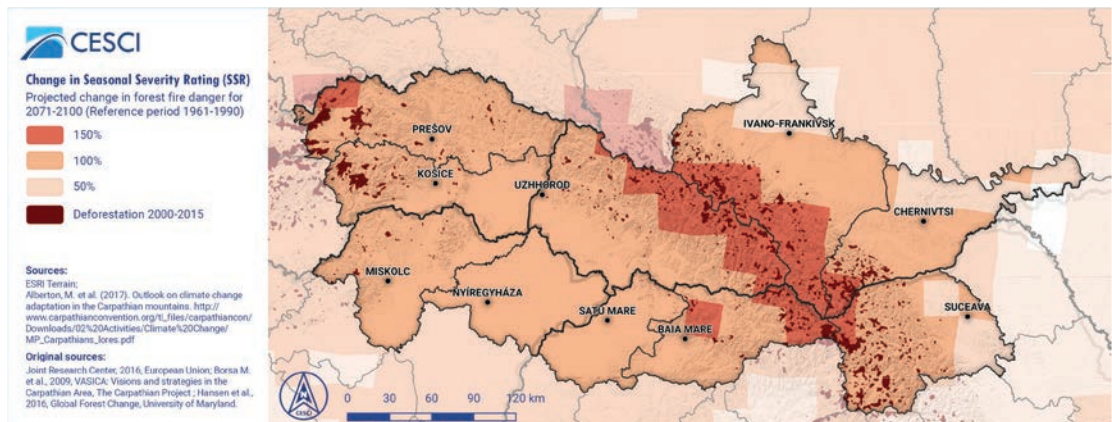 CESCI
Change in Seasonal Severity Rating (SSR)
Projected change in forest fire danger for
2071-2100 (Reference period 1961-1990)
150%
100%
50%
Deforestation 2000-2015
Sources:
ESRI Terrain;
Alberton, M. et al. (2017). Outlook on climate change
adaptation in the Carpathian mountains. http://
www.carpathianconvention.org/tl_files/carpathiancon/
Downloads/02%20Activities/Climate%20Change/
MP_Carpathians_lores.pdf
Original sources:
Joint Research Center, 2016, European Union; Borsa M.
et al., 2009, VASICA: Visions and strategies in the
Carpathian Area, The Carpathian Project ; Hansen et al.,
2016, Global Forest Change, University of Maryland.
PREŠOV
KOŠICE
UZHHOROD
IVANO-FRANKIVSK
CHERNIVTSI
MISKOLC
NYÍREGYHÁZA
SATU MARE
BAIA MARE
SUCEAVA
CESCI
0 30 60 90 120 km